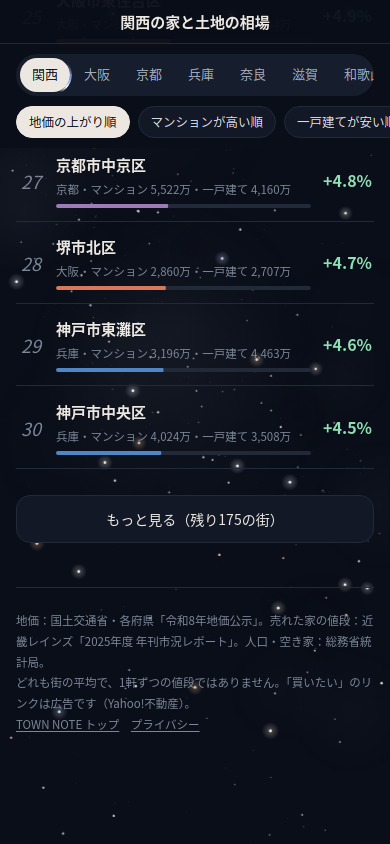 関西の家と土地の相場
25
+4.9%
関西 大阪 京都 兵庫 奈良 滋賀 和歌
地価の上がり順 マンションが高い順 一戸建てが安い
27
京都市中京区
京都・マンション 5,522万・一戸建て 4,160万
+4.8%
28
堺市北区
大阪・マンション 2,860万・一戸建て 2,707万
+4.7%
29
神戸市東灘区
兵庫・マンション 3,196万・一戸建て 4,463万
+4.6%
30
神戸市中央区
兵庫・マンション 4,024万・一戸建て 3,508万
+4.5%
もっと見る（残り175の街）
地価：国土交通省・各府県「令和8年地価公示」。売れた家の値段：近
畿レインズ「2025年度 年刊市況レポート」。人口・空き家：総務省統
計局。
どれも街の平均で、1軒ずつの値段ではありません。「買いたい」のリ
ンクは広告です（Yahoo!不動産）。
TOWN NOTE トップ プライバシー